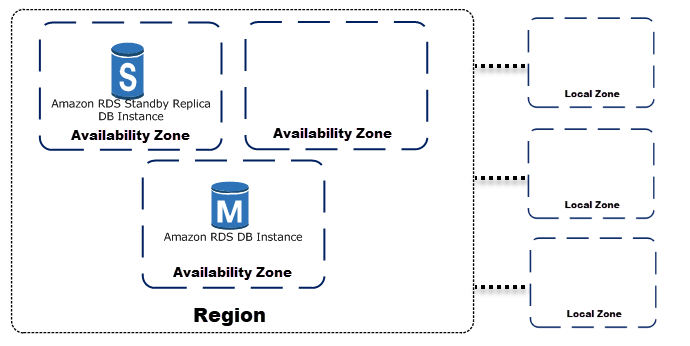 S
Amazon RDS Standby Replica
DB Instance
Availability Zone
Availability Zone
M
Amazon RDS DB Instance
Availability Zone
Region
Local Zone
Local Zone
Local Zone